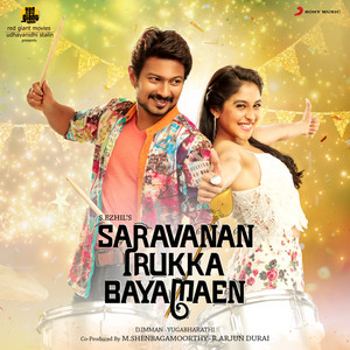 red giant movies
udhayanidhi stalin
presents
SONY MUSIC
S.EZHIL'S
SARAVANAN
IRUKKA
BAYAMAEN
D.IMMAN - YUGABHARATHI
Co-Produced By M.SHENBAGAMOORTHY-R.ARJUN DURAI